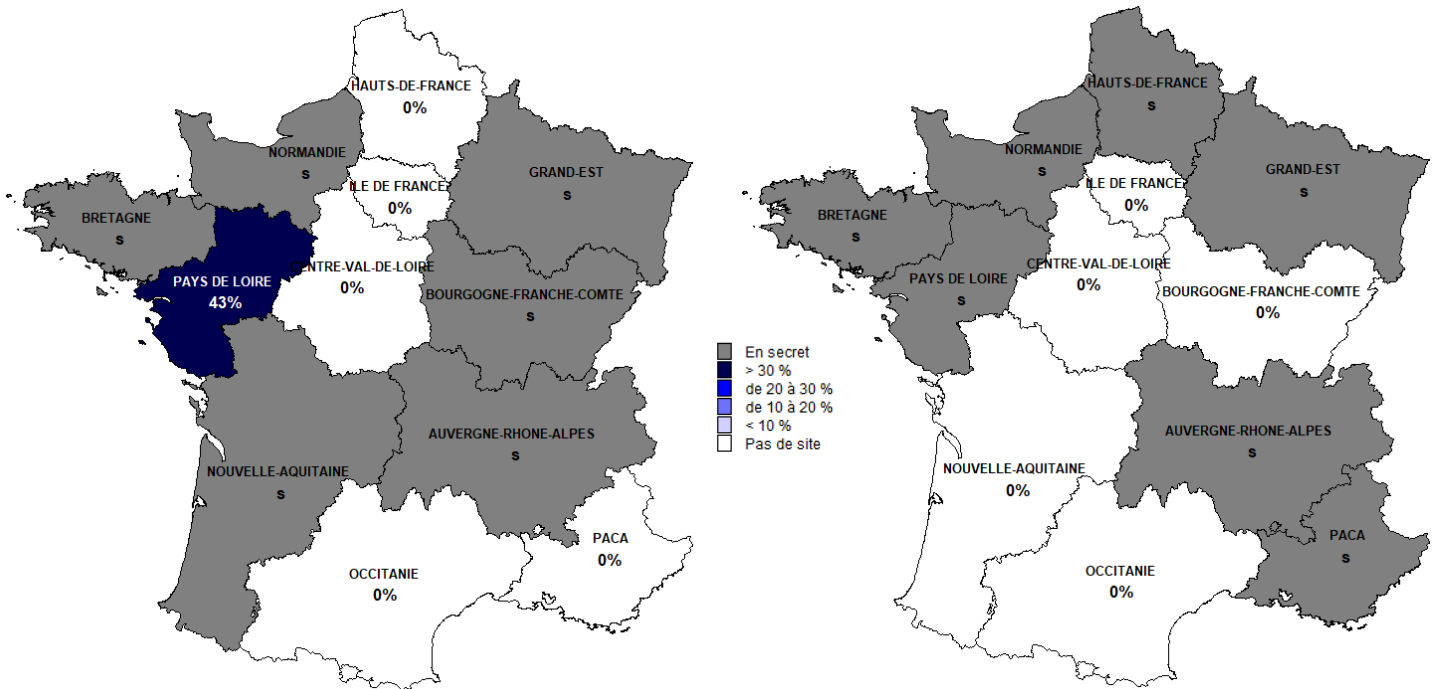 HAUTS-DE-FRANCE
0%
NORMANDIE
s
ILE DE FRANCE
0%
GRAND-EST
s
BRETAGNE
s
PAYS DE LOIRE
43%
CENTRE-VAL-DE-LOIRE
0%
BOURGOGNE-FRANCHE-COMTE
s
AUVERGNE-RHONE-ALPES
s
NOUVELLE-AQUITAINE
s
PACA
0%
OCCITANIE
0%
En secret
> 30 %
de 20 à 30 %
de 10 à 20 %
< 10 %
Pas de site
HAUTS-DE-FRANCE
s
NORMANDIE
s
ILE DE FRANCE
0%
GRAND-EST
s
BRETAGNE
s
PAYS DE LOIRE
s
CENTRE-VAL-DE-LOIRE
0%
BOURGOGNE-FRANCHE-COMTE
0%
AUVERGNE-RHONE-ALPES
s
NOUVELLE-AQUITAINE
0%
PACA
s
OCCITANIE
0%